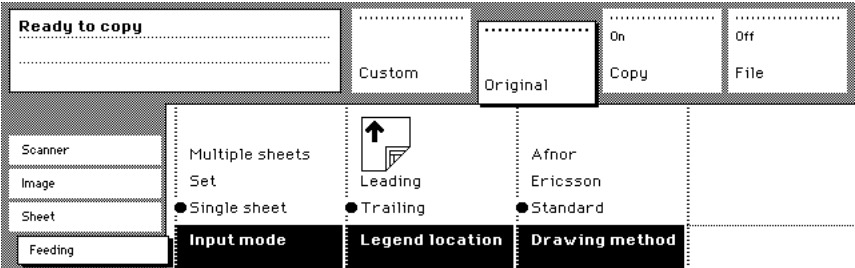 Ready to copy
Custom
Original
On
Copy
Off
File
Scanner
Image
Sheet
Feeding
Multiple sheets
Set
Single sheet
Input mode
Leading
Trailing
Legend location
Afnor
Ericsson
Standard
Drawing method